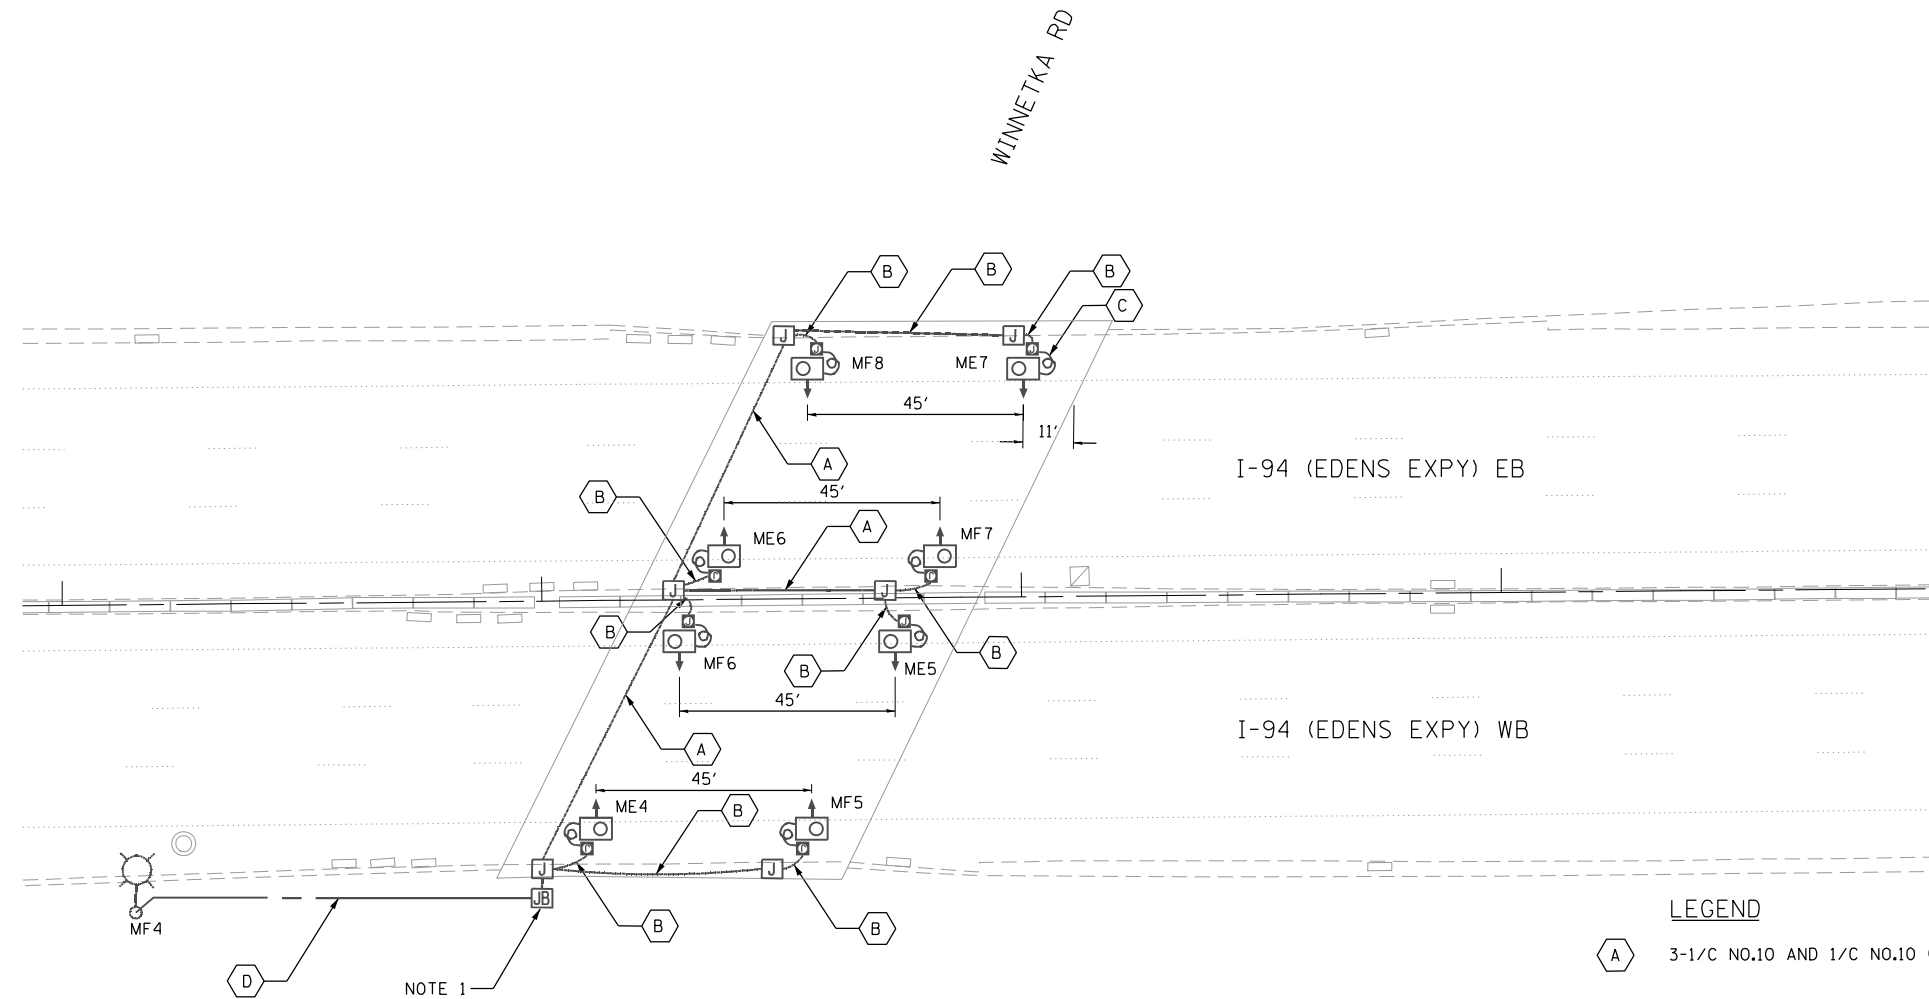 WINNETKA RD
B
B
B
C
J
J
J
J
MF8
ME7
45'
11'
A
I-94 (EDENS EXPY) EB
B
45'
A
ME6
MF7
J
J
J
J
B
J
J
MF6
B
ME5
B
45'
I-94 (EDENS EXPY) WB
A
45'
ME4
B
MF5
J
J
J
J
JB
MF4
B
B
LEGEND
A
3-1/C NO.10 AND 1/C NO.10
D
NOTE 1